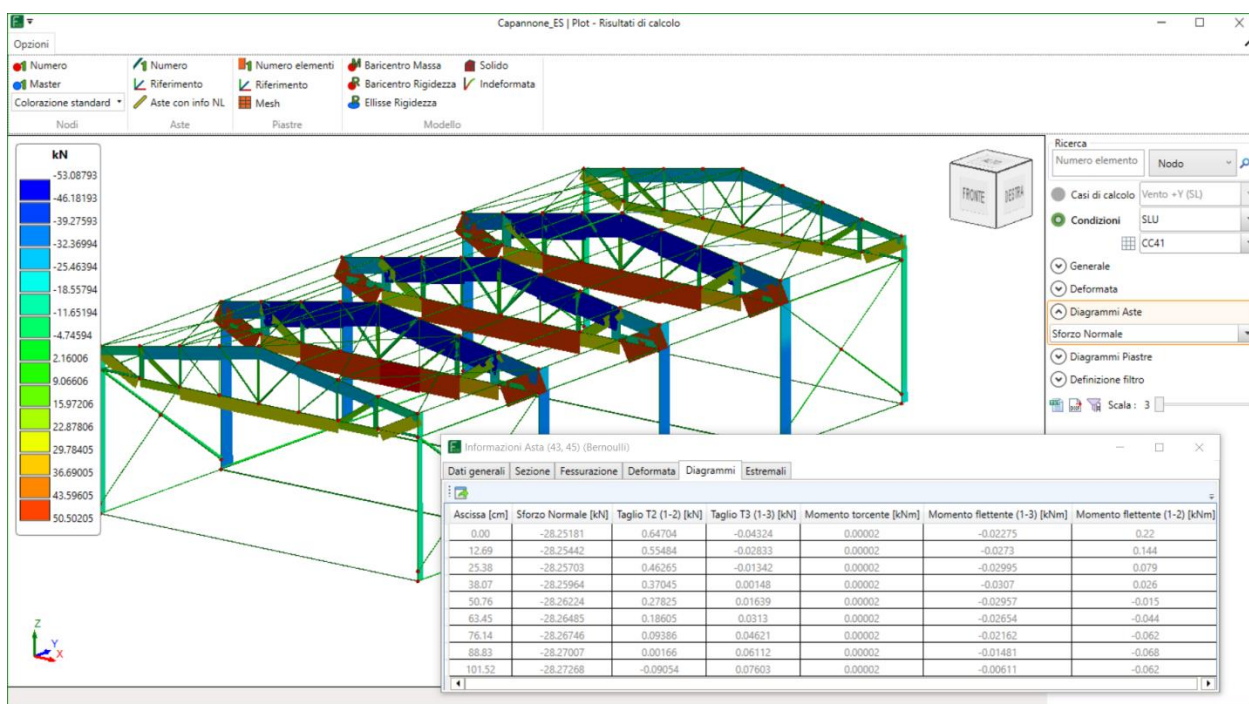 Capannone_ES | Plot - Risultati di calcolo
Opzioni
Numero Numero Numero elementi Baricentro Massa Solido
Master Riferimento Riferimento Baricentro Rigidezza Indeformata
Colorazione standard Aste con info NL Mesh Ellisse Rigidezza
Nodi Aste Piastre Modello
kN
-53.08793
-46.18193
-39.27593
-32.36994
-25.46394
-18.55794
-11.65194
-4.74594
2.16006
9.06606
15.97206
22.87806
29.78405
36.69005
43.59605
50.50205
FRONTE DESTRA
Z
Y
X
Ricerca
Numero elemento Nodo
Casi di calcolo Vento +Y (SL)
Condizioni SLU
CC41
Generale
Deformata
Diagrammi Aste
Sforzo Normale
Diagrammi Piastre
Definizione filtro
Scala : 3
Informazioni Asta (43, 45) (Bernoulli)
Dati generali Sezione Fessurazione Deformata Diagrammi Estremali
Ascissa [cm] Sforzo Normale [kN] Taglio T2 (1-2) [kN] Taglio T3 (1-3) [kN] Momento torcente [kNm] Momento flettente (1-3) [kNm] Momento flettente (1-2) [kNm]
0.00 -28.25181 0.64704 -0.04324 0.00002 -0.02275 0.22
12.69 -28.25442 0.55484 -0.02833 0.00002 -0.0273 0.144
25.38 -28.25703 0.46265 -0.01342 0.00002 -0.02995 0.079
38.07 -28.25964 0.37045 0.00148 0.00002 -0.0307 0.026
50.76 -28.26224 0.27825 0.01639 0.00002 -0.02957 -0.015
63.45 -28.26485 0.18605 0.0313 0.00002 -0.02654 -0.044
76.14 -28.26746 0.09386 0.04621 0.00002 -0.02162 -0.062
88.83 -28.27007 0.00166 0.06112 0.00002 -0.01481 -0.068
101.52 -28.27268 -0.09054 0.07603 0.00002 -0.00611 -0.062